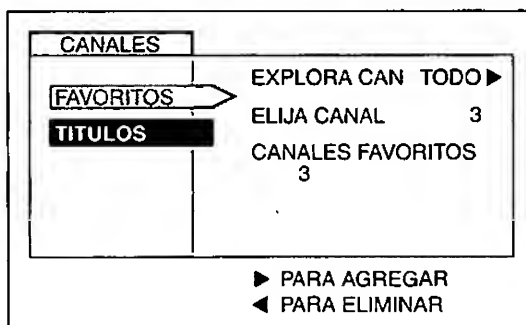 CANALES
FAVORITOS
TITULOS
EXPLORA CAN TODO ▶
ELIJA CANAL 3
CANALES FAVORITOS
3
▶ PARA AGREGAR
◀ PARA ELIMINAR